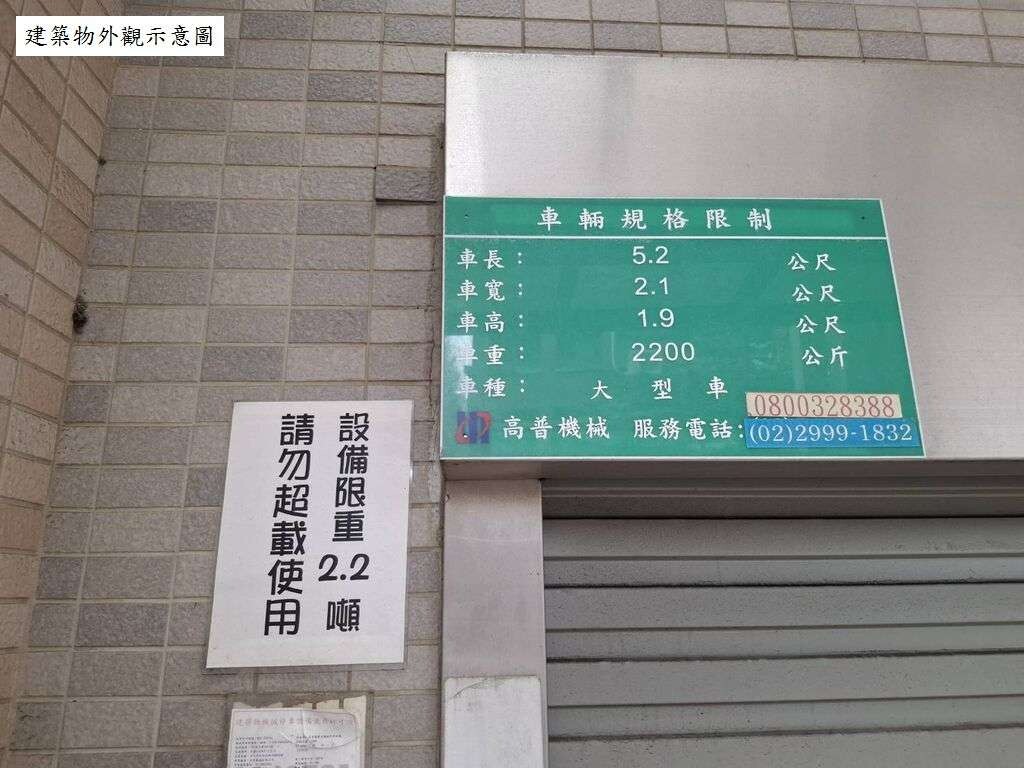 建築物外觀示意圖
車輛規格限制
車長： 5.2 公尺
車寬： 2.1 公尺
車高： 1.9 公尺
車重： 2200 公斤
車種： 大型車
0800328388
高普機械 服務電話:(02)2999-1832
設備限重2.2噸
請勿超載使用